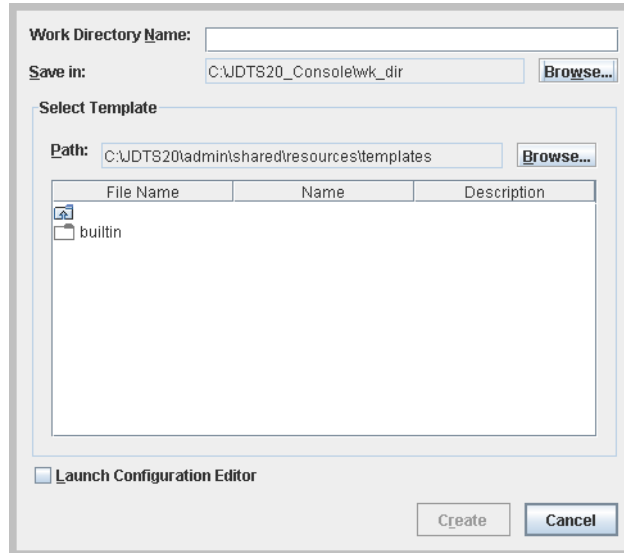 Work Directory Name:
Save in: C:\JDTS20_Console\wk_dir Browse...
Select Template
Path: C:\JDTS20\admin\shared\resources\templates Browse...
File Name Name Description
builtin
Launch Configuration Editor
Create Cancel